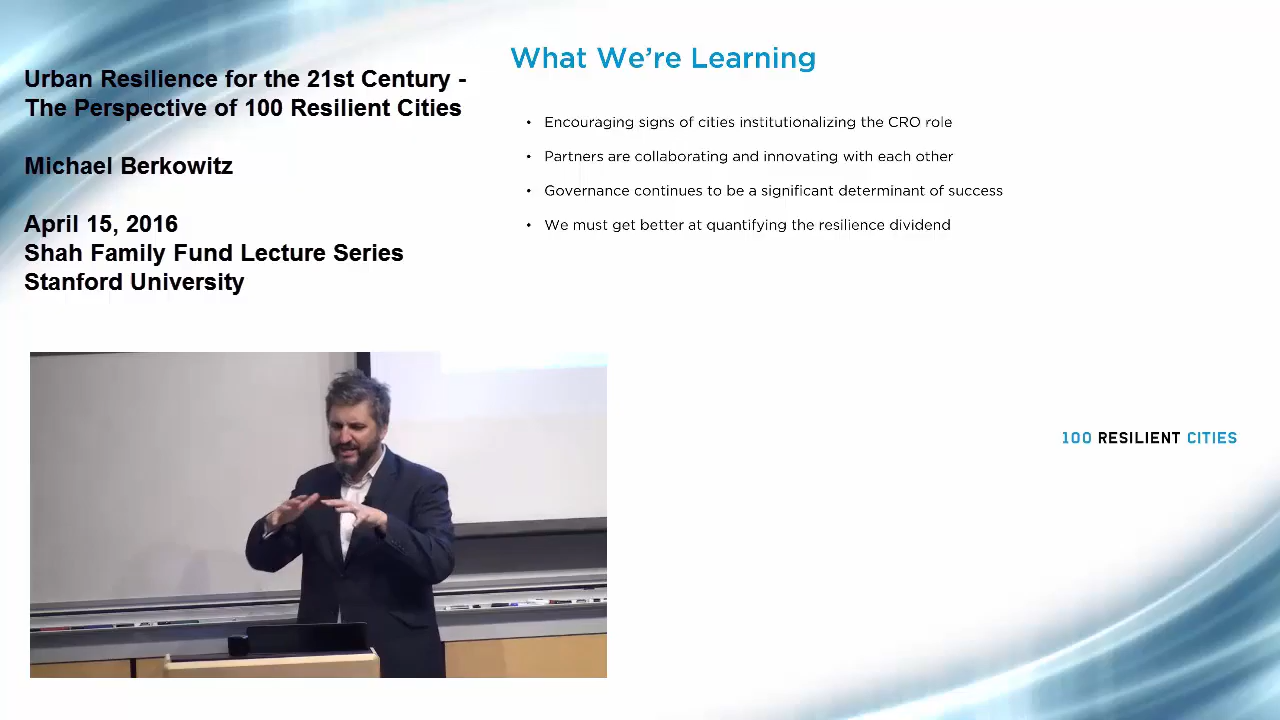 Urban Resilience for the 21st Century -
The Perspective of 100 Resilient Cities
Michael Berkowitz
April 15, 2016
Shah Family Fund Lecture Series
Stanford University
What We’re Learning
• Encouraging signs of cities institutionalizing the CRO role
• Partners are collaborating and innovating with each other
• Governance continues to be a significant determinant of success
• We must get better at quantifying the resilience dividend
100 RESILIENT CITIES